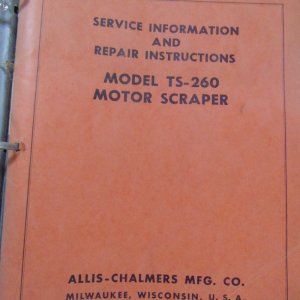 SERVICE INFORMATION
AND
REPAIR INSTRUCTIONS
MODEL TS-260
MOTOR SCRAPER
ALLIS-CHALMERS MFG. CO.
MILWAUKEE, WISCONSIN, U. S. A.